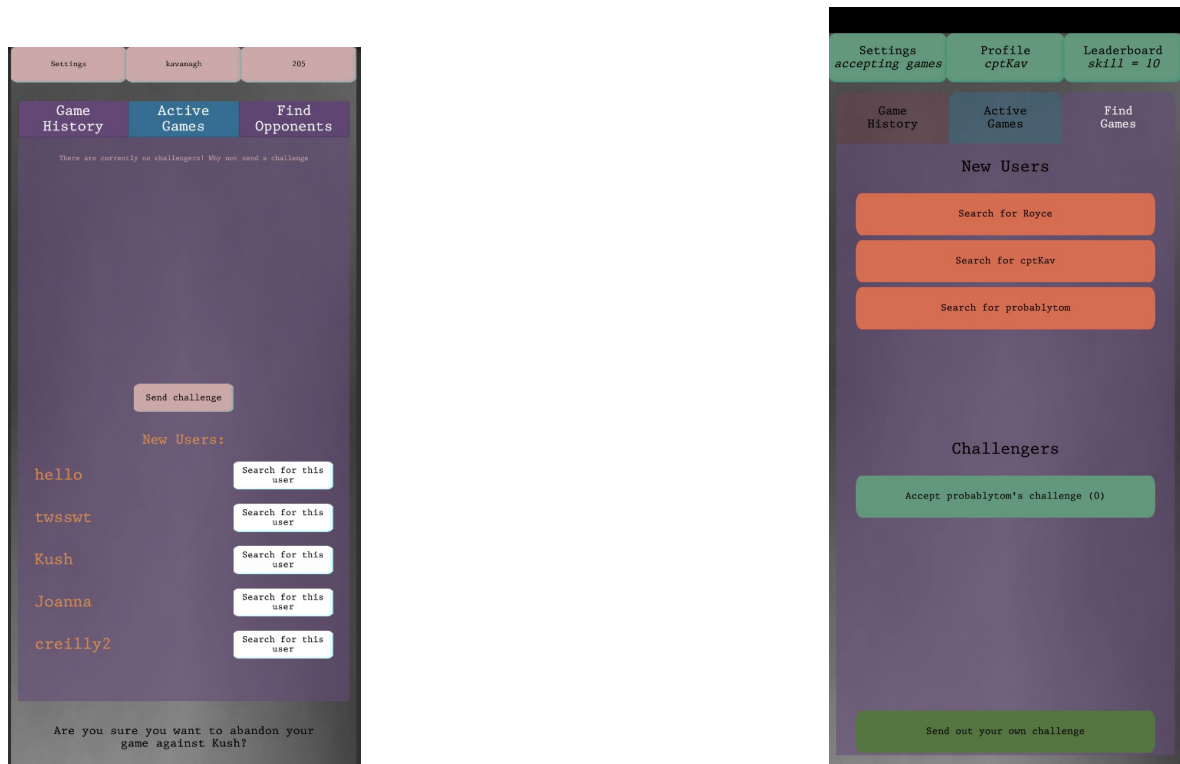 Settings
kavanagh
205
Game
History
Active
Games
Find
Opponents
There are currently no challengers! Why not send a challenge
Send challenge
New Users:
hello
Search for this
user
twsswt
Search for this
user
Kush
Search for this
user
Joanna
Search for this
user
creilly2
Search for this
user
Are you sure you want to abandon your
game against Kush?
Settings
accepting games
Profile
cptKav
Leaderboard
skill = 10
Game
History
Active
Games
Find
Games
New Users
Search for Royce
Search for cptKav
Search for probablytom
Challengers
Accept probablytom's challenge (0)
Send out your own challenge